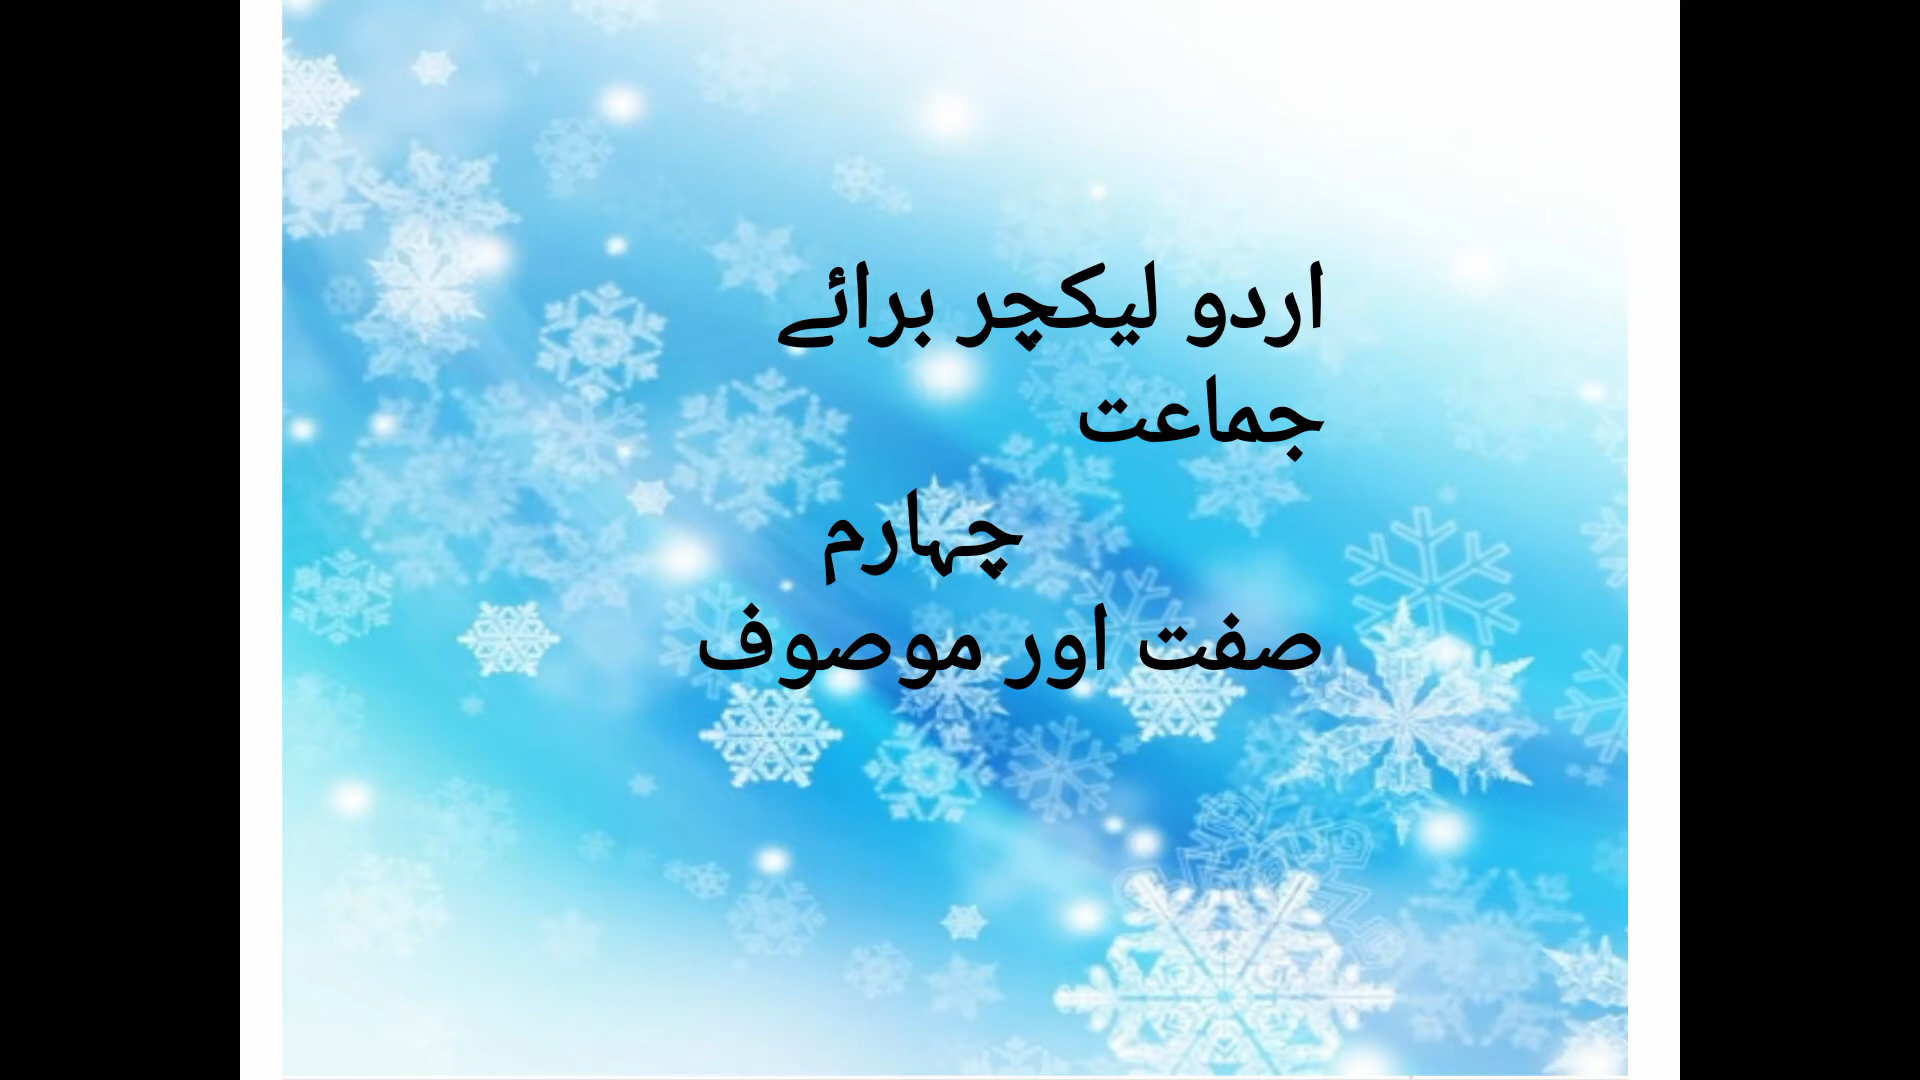 اردو لیکچر برائے
جماعت
چہارم
صفت اور موصوف